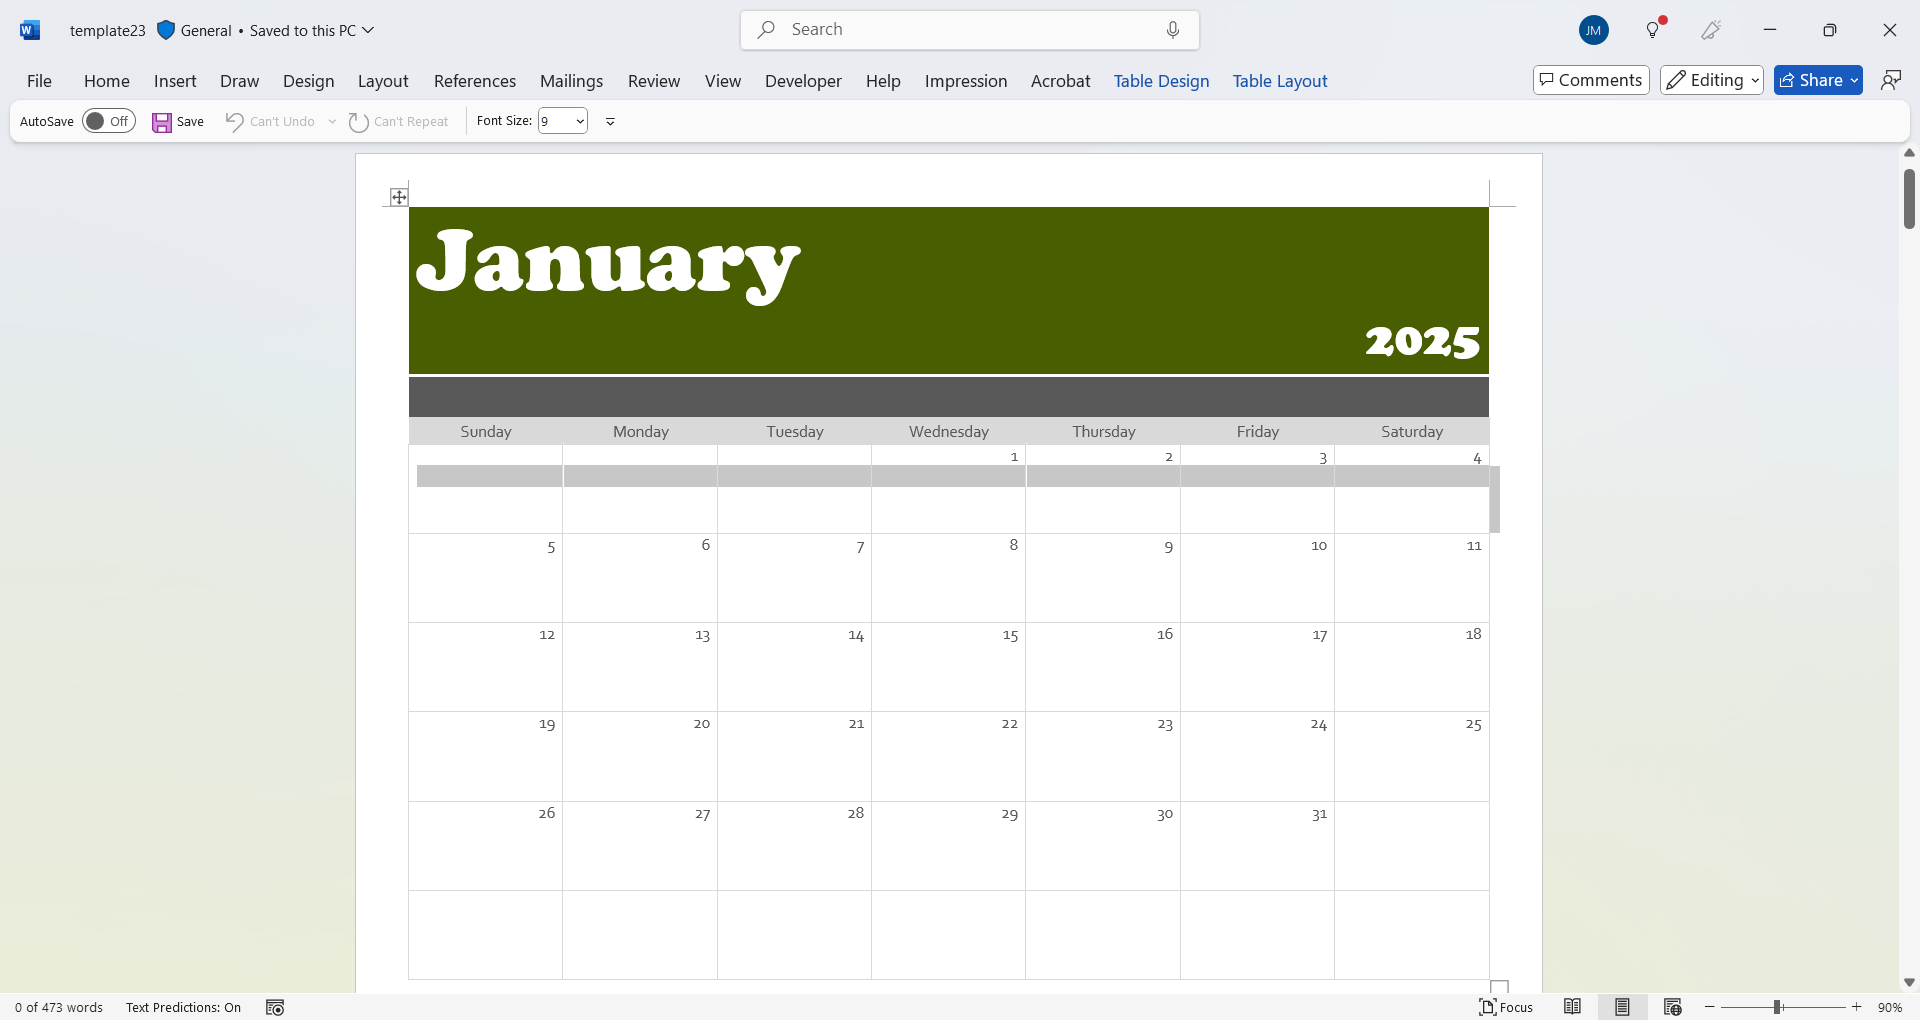 template23 General • Saved to this PC
Search
JM
File Home Insert Draw Design Layout References Mailings Review View Developer Help Impression Acrobat Table Design Table Layout Comments Editing Share
AutoSave Off Save Can't Undo Can't Repeat Font Size: 9
January
2025
Sunday Monday Tuesday Wednesday Thursday Friday Saturday
1 2 3 4
5 6 7 8 9 10 11
12 13 14 15 16 17 18
19 20 21 22 23 24 25
26 27 28 29 30 31
0 of 473 words Text Predictions: On Focus 90%